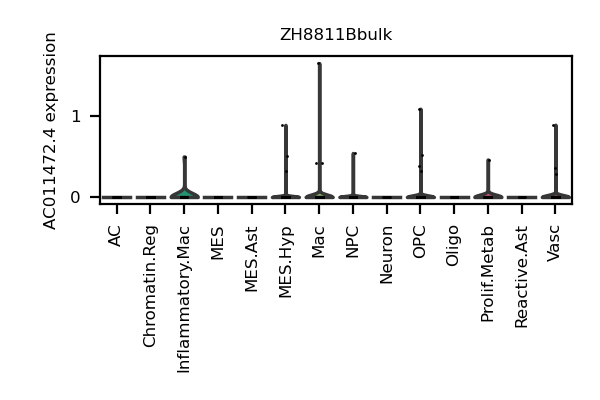 ZH8811Bbulk
AC011472.4 expression
1
0
AC
Chromatin.Reg
Inflammatory.Mac
MES
MES.Ast
MES.Hyp
Mac
NPC
Neuron
OPC
Oligo
Prolif.Metab
Reactive.Ast
Vasc